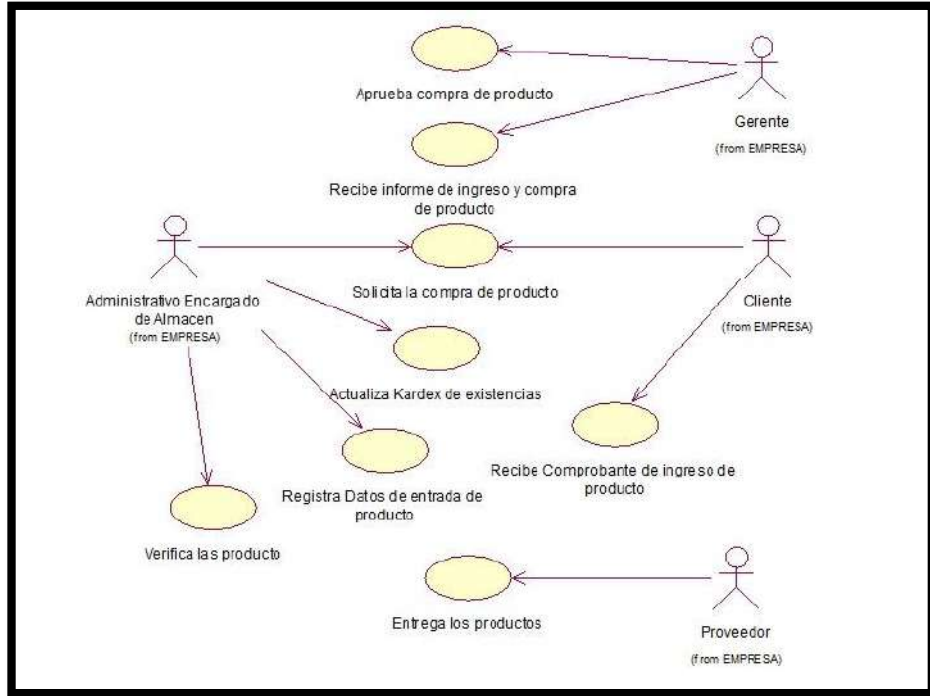 Aprueba compra de producto
Gerente
(from EMPRESA)
Recibe informe de ingreso y compra
de producto
Solicita la compra de producto
Administrativo Encargado
de Almacen
(from EMPRESA)
Cliente
(from EMPRESA)
Actualiza Kardex de existencias
Recibe Comprobante de ingreso de
producto
Registra Datos de entrada de
producto
Verifica las producto
Entrega los productos
Proveedor
(from EMPRESA)